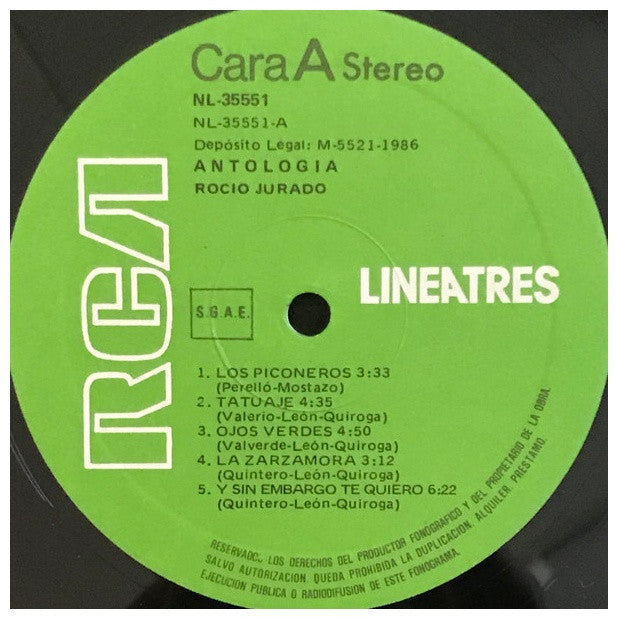 Cara A Stereo
NL-35551
NL-35551-A
Depósito Legal: M-5521-1986
ANTOLOGIA
ROCIO JURADO
RCA
LINEATRES
S.G.A.E.
1. LOS PICONEROS 3:33
(Perelló-Mostazo)
2. TATUAJE 4:35
(Valerio-León-Quiroga)
3. OJOS VERDES 4:50
(Valverde-León-Quiroga)
4. LA ZARZAMORA 3:12
(Quintero-León-Quiroga)
5. Y SIN EMBARGO TE QUIERO 6:22
(Quintero-León-Quiroga)
RESERVADOS LOS DERECHOS DEL PRODUCTOR FONOGRAFICO Y DEL PROPIETARIO DE LA OBRA.
SALVO AUTORIZACION. QUEDA PROHIBIDA LA DUPLICACION. ALQUILER. PRESTAMO.
EJECUCION PUBLICA O RADIODIFUSION DE ESTE FONOGRAMA.